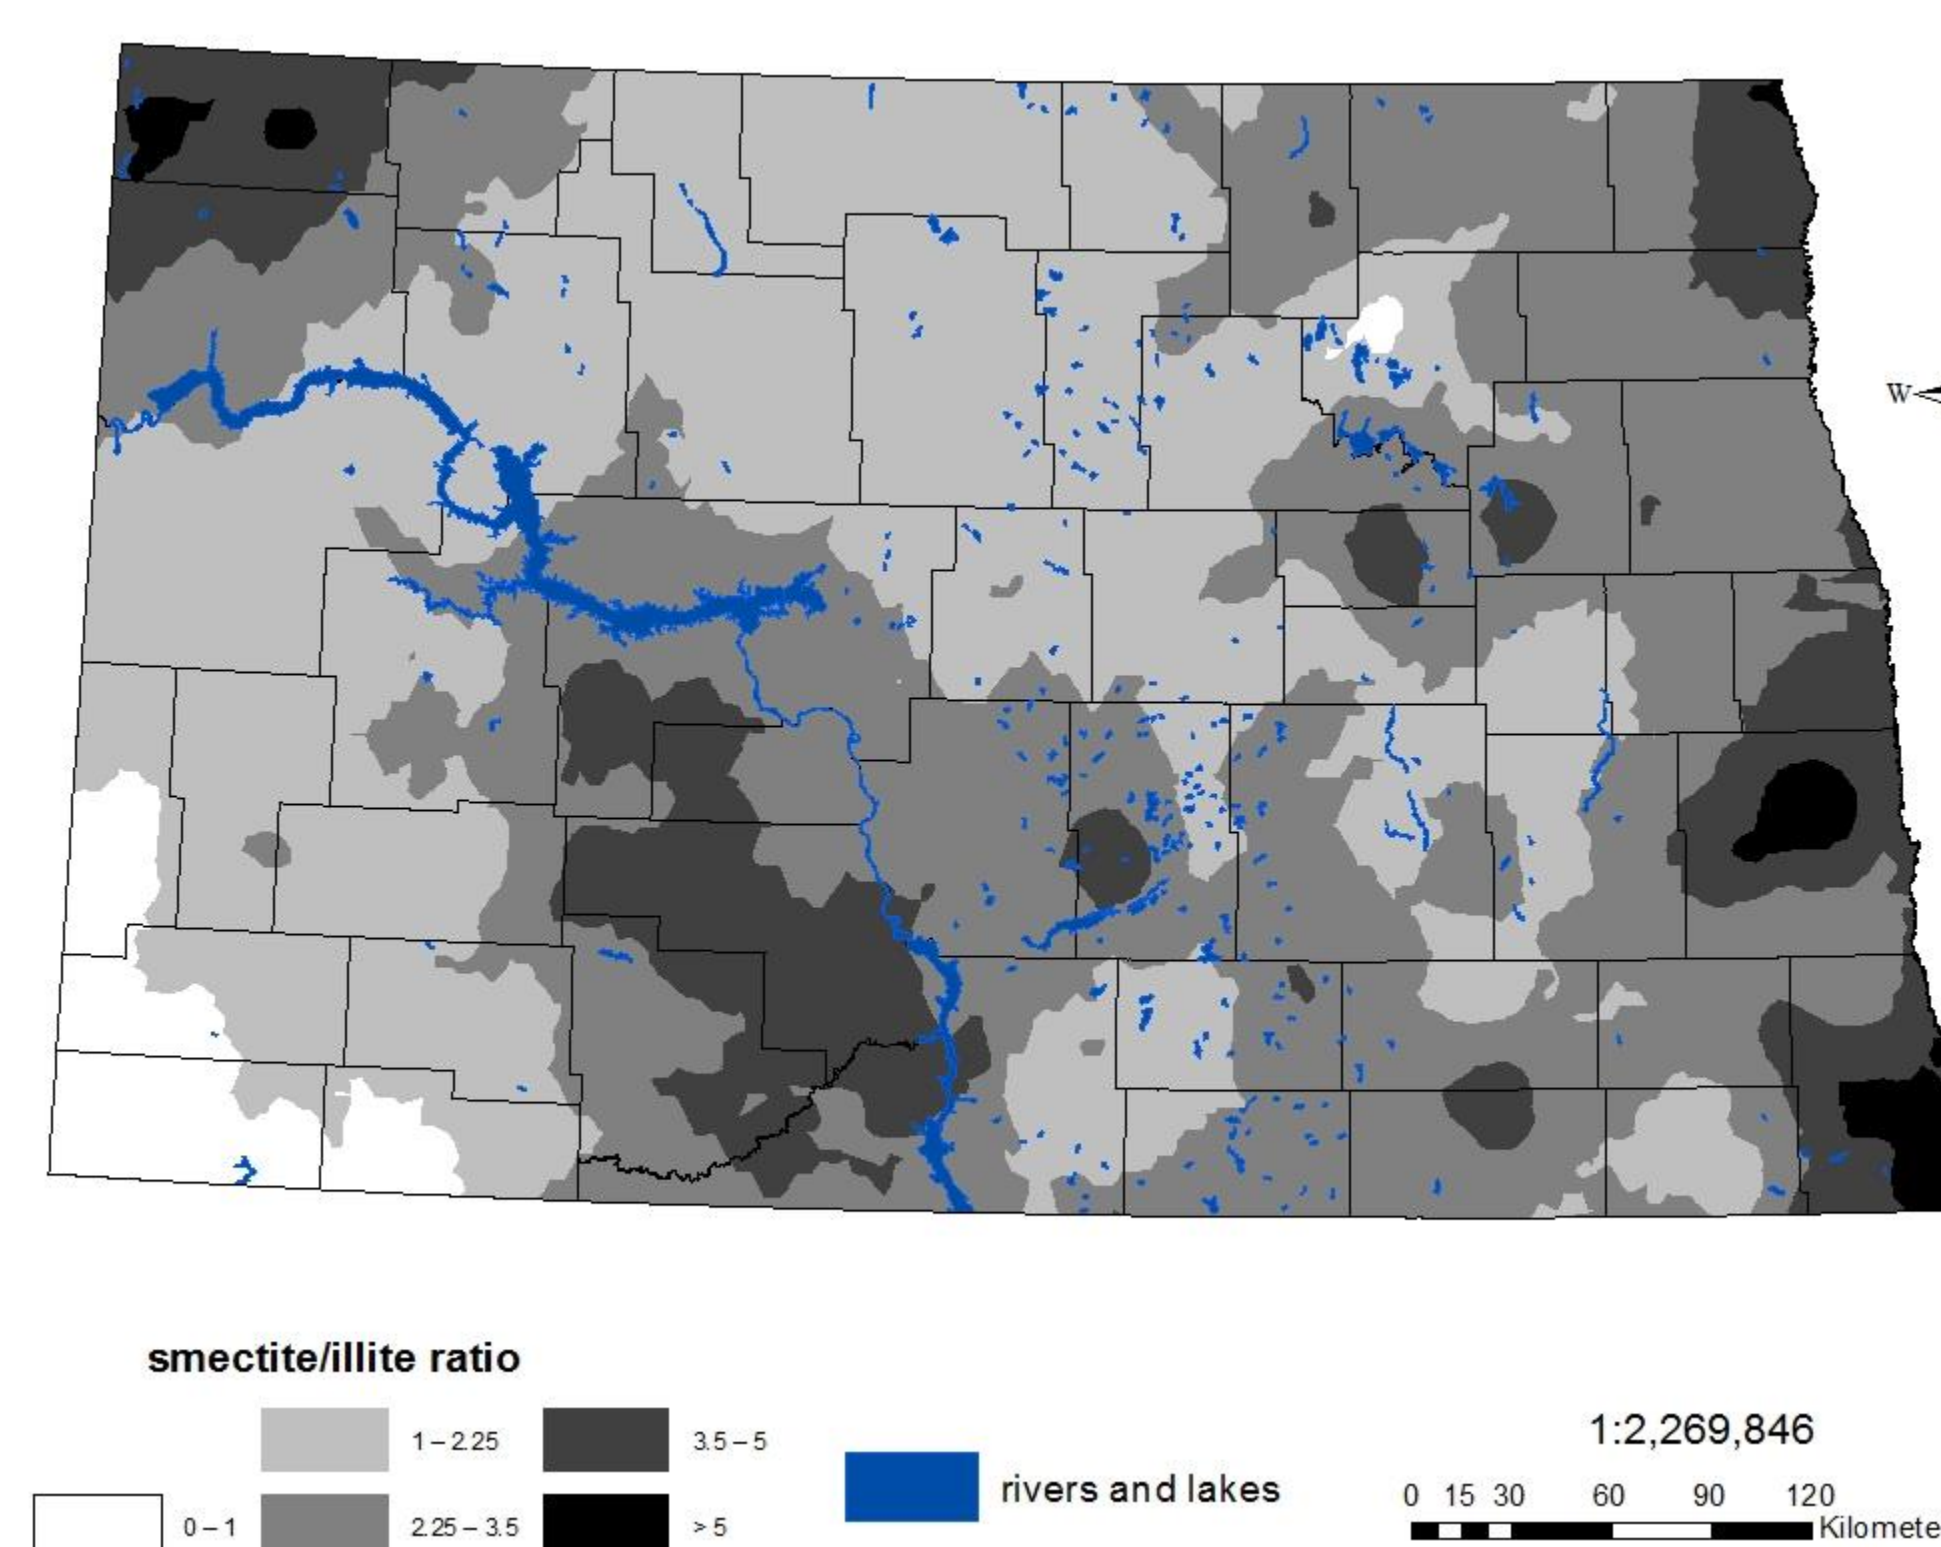 W
smectite/illite ratio
1 – 2.25
3.5 – 5
0 – 1
2.25 – 3.5
> 5
rivers and lakes
1:2,269,846
0 15 30 60 90 120
Kilomete